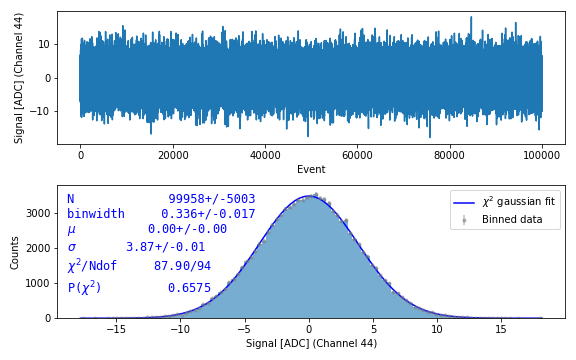 Signal [ADC] (Channel 44)
10
0
−10
0
20000
40000
60000
80000
100000
Event
Counts
3000
2000
1000
0
N 99958+/-5003
binwidth 0.336+/-0.017
μ 0.00+/-0.00
σ 3.87+/-0.01
χ²/Ndof 87.90/94
P(χ²) 0.6575
χ² gaussian fit
Binned data
−15
−10
−5
0
5
10
15
Signal [ADC] (Channel 44)